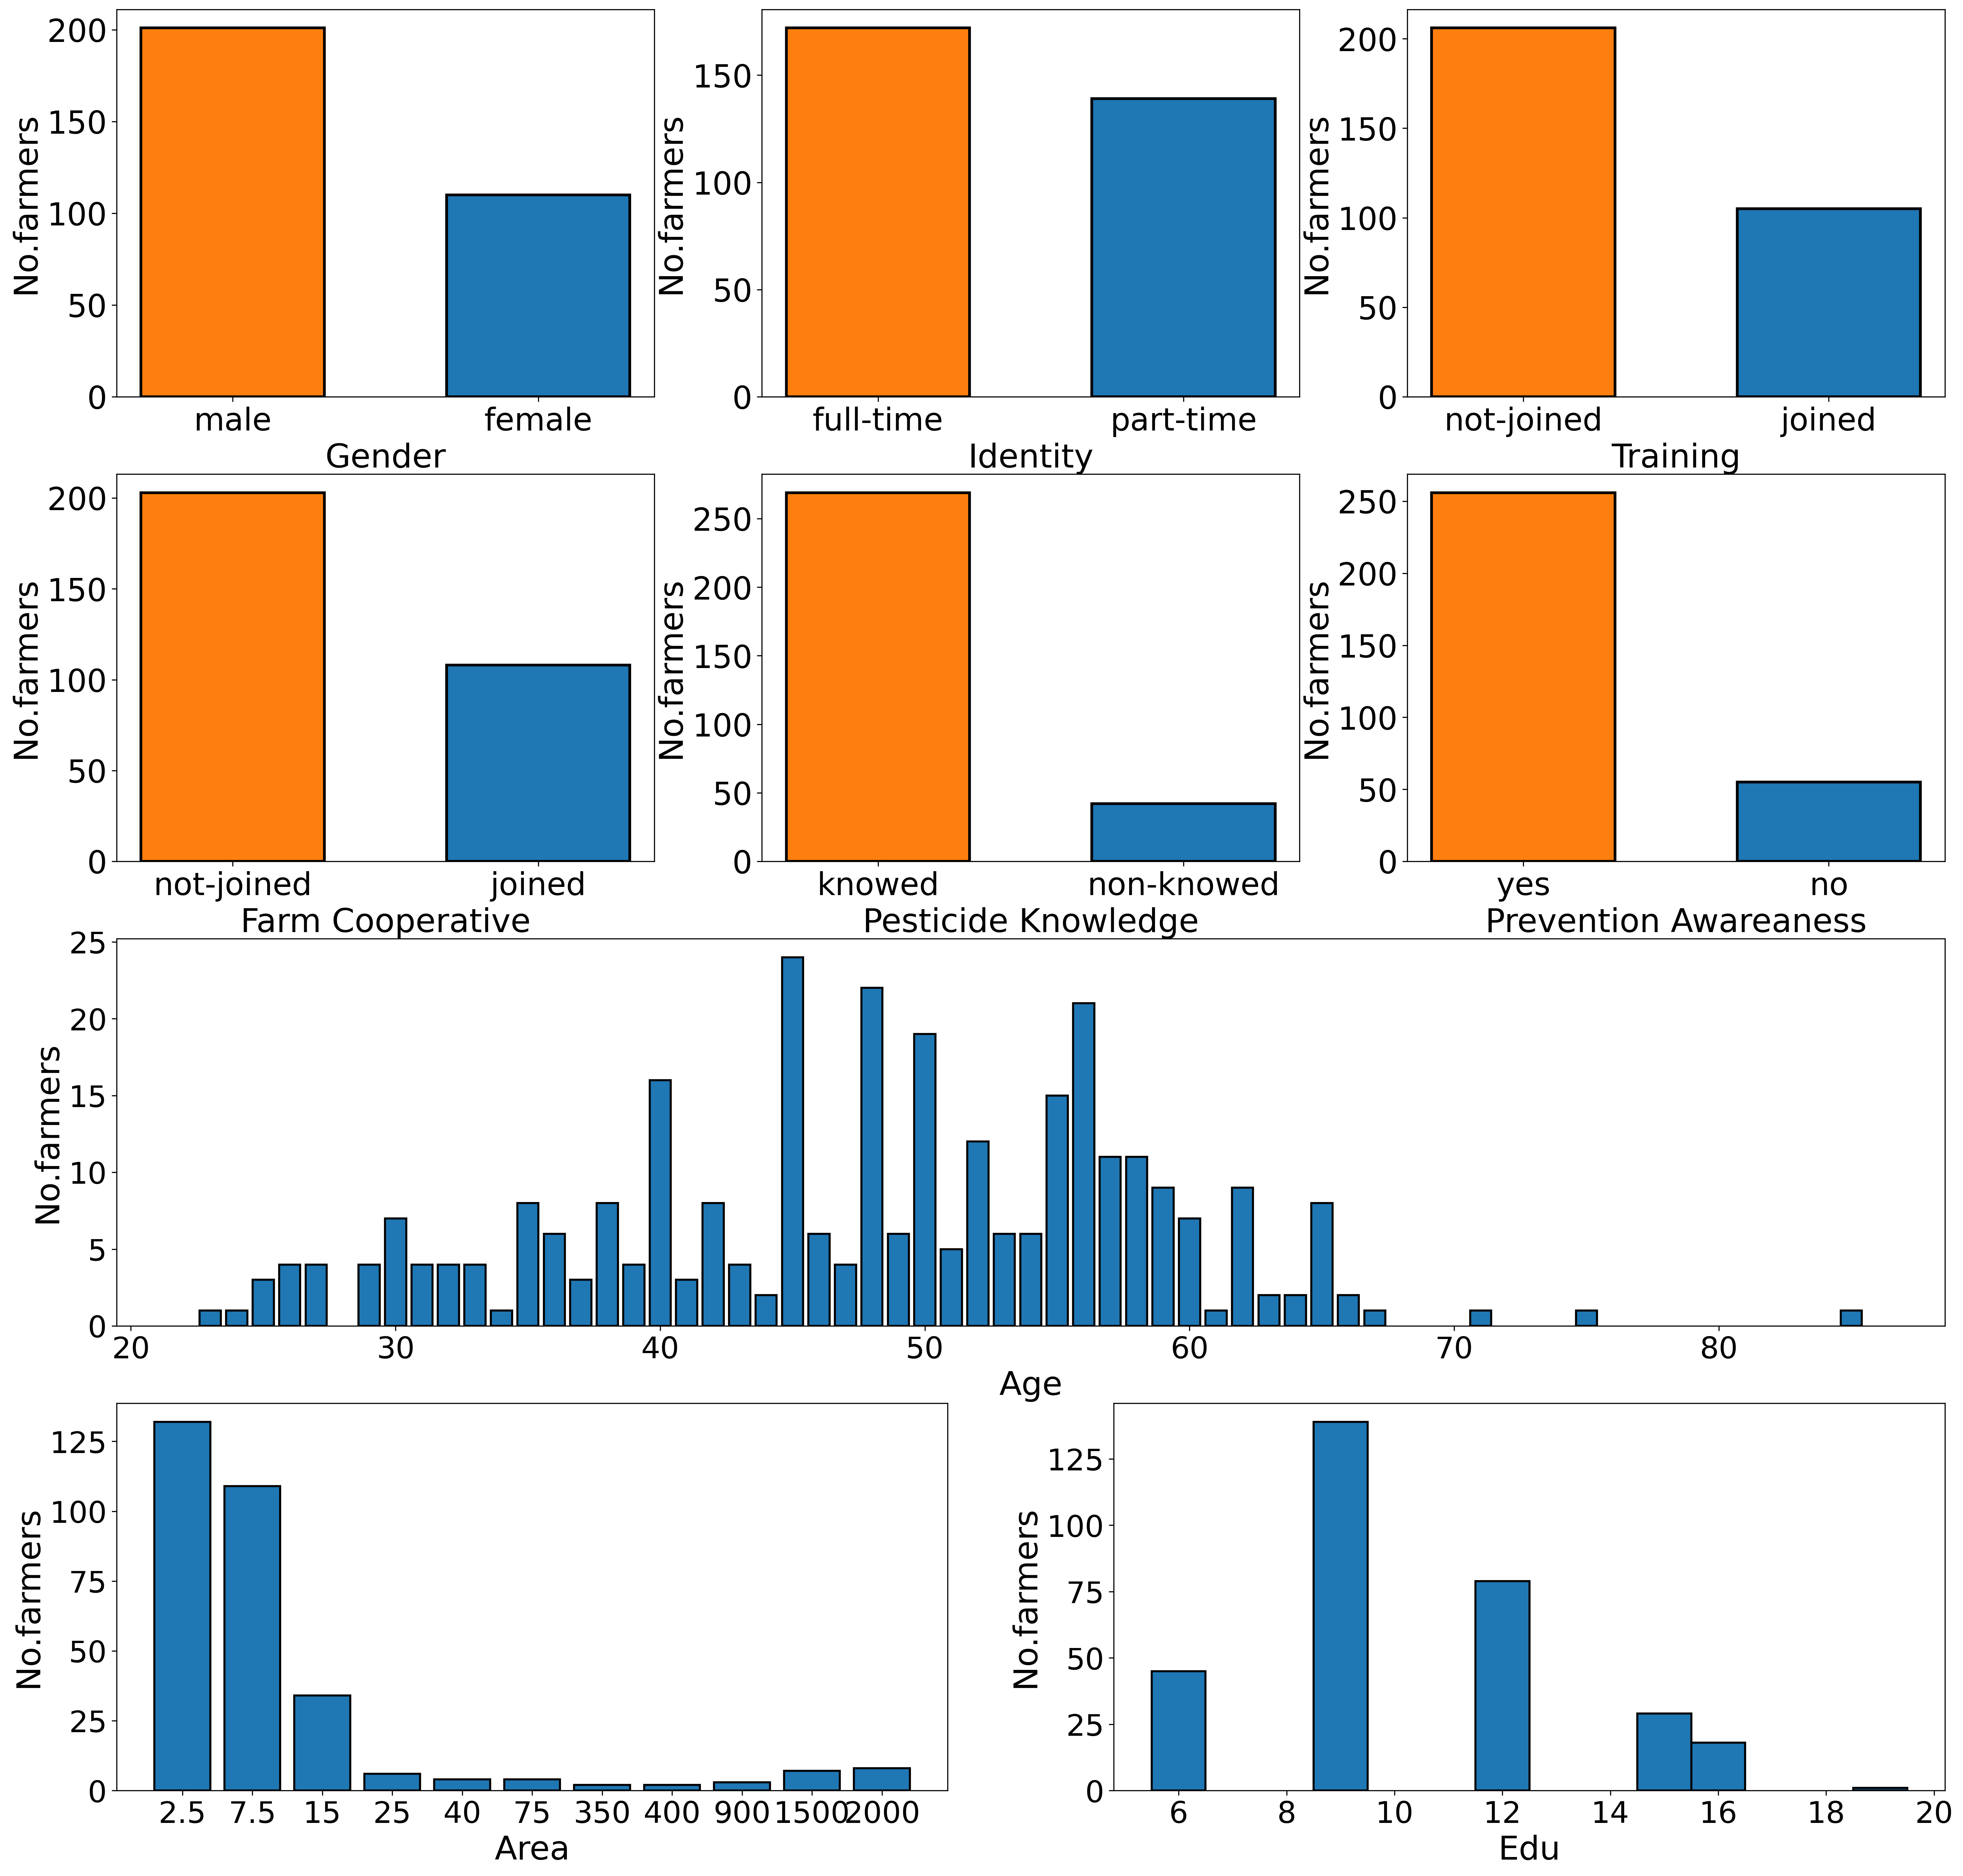 No.farmers
200
150
100
50
0
male female
Gender
No.farmers
150
100
50
0
full-time part-time
Identity
No.farmers
200
150
100
50
0
not-joined joined
Training
No.farmers
200
150
100
50
0
not-joined joined
Farm Cooperative
No.farmers
250
200
150
100
50
0
knowed non-knowed
Pesticide Knowledge
No.farmers
250
200
150
100
50
0
yes no
Prevention Awareaness
No.farmers
25
20
15
10
5
0
20 30 40 50 60 70 80
Age
No.farmers
125
100
75
50
25
0
2.5 7.5 15 25 40 75 350 400 900 1500 2000
Area
No.farmers
125
100
75
50
25
0
6 8 10 12 14 16 18 20
Edu